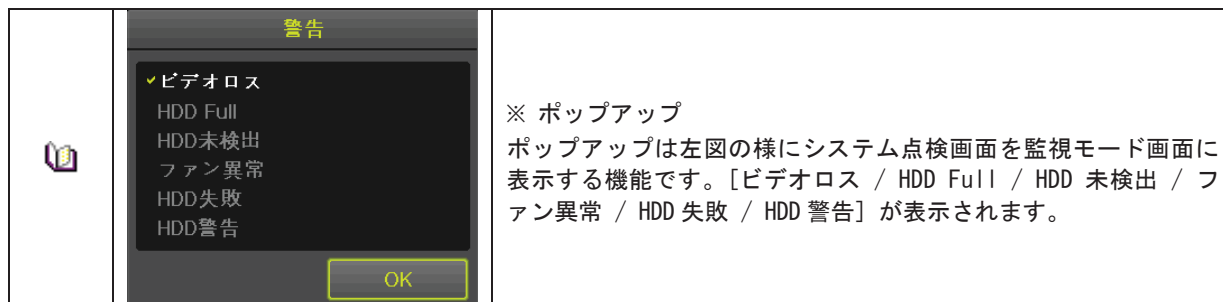 警告
ビデオロス
HDD Full
HDD未検出
ファン異常
HDD失敗
HDD警告
OK
※ ポップアップ
ポップアップは左図の様にシステム点検画面を監視モード画面に
表示する機能です。[ビデオロス / HDD Full / HDD 未検出 / フ
ァン異常 / HDD 失敗 / HDD 警告] が表示されます。